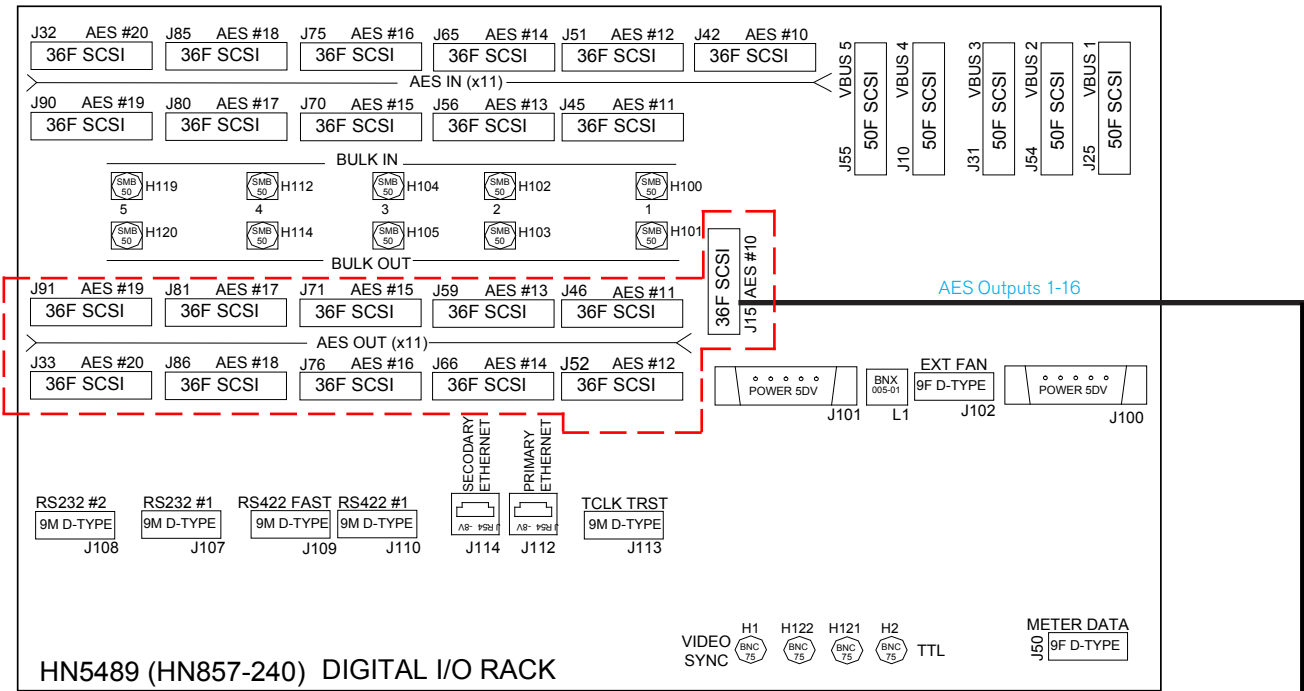 J32 AES #20 J85 AES #18 J75 AES #16 J65 AES #14 J51 AES #12 J42 AES #10
36F SCSI 36F SCSI 36F SCSI 36F SCSI 36F SCSI 36F SCSI
AES IN (x11)
J90 AES #19 J80 AES #17 J70 AES #15 J56 AES #13 J45 AES #11
36F SCSI 36F SCSI 36F SCSI 36F SCSI 36F SCSI
J55 VBUS 5 50F SCSI
J10 VBUS 4 50F SCSI
J31 VBUS 3 50F SCSI
J54 VBUS 2 50F SCSI
J25 VBUS 1 50F SCSI
BULK IN
SMB 50 H119 SMB 50 H112 SMB 50 H104 SMB 50 H102 SMB 50 H100
5 4 3 2 1
SMB 50 H120 SMB 50 H114 SMB 50 H105 SMB 50 H103 SMB 50 H101
BULK OUT
J91 AES #19 J81 AES #17 J71 AES #15 J59 AES #13 J46 AES #11
36F SCSI 36F SCSI 36F SCSI 36F SCSI 36F SCSI
36F SCSI J15 AES #10
AES Outputs 1-16
AES OUT (x11)
J33 AES #20 J86 AES #18 J76 AES #16 J66 AES #14 J52 AES #12
36F SCSI 36F SCSI 36F SCSI 36F SCSI 36F SCSI
POWER 5DV J101
BNX 005-01 L1
EXT FAN
9F D-TYPE
J102
POWER 5DV J100
SECODARY ETHERNET
J RS4 -8V
J114
PRIMARY ETHERNET
J RS4 -8V
J112
RS232 #2 RS232 #1 RS422 FAST RS422 #1 TCLK TRST
9M D-TYPE 9M D-TYPE 9M D-TYPE 9M D-TYPE 9M D-TYPE
J108 J107 J109 J110 J113
H1 H122 H121 H2
VIDEO SYNC BNC 75 BNC 75 BNC 75 BNC 75 TTL
METER DATA
J50 9F D-TYPE
HN5489 (HN857-240) DIGITAL I/O RACK